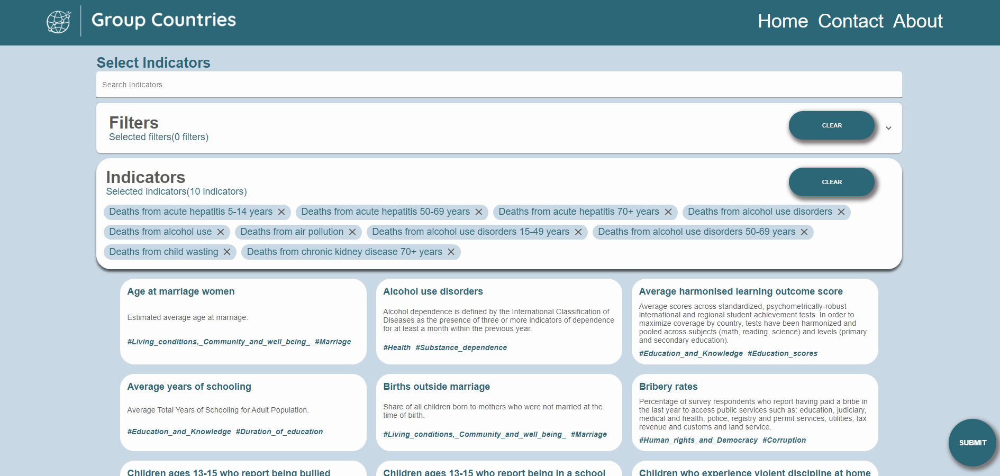 Group Countries
Home Contact About
Select Indicators
Search Indicators
Filters
Selected filters(0 filters)
CLEAR
Indicators
Selected indicators(10 indicators)
CLEAR
Deaths from acute hepatitis 5-14 years
Deaths from acute hepatitis 50-69 years
Deaths from acute hepatitis 70+ years
Deaths from alcohol use disorders
Deaths from alcohol use
Deaths from air pollution
Deaths from alcohol use disorders 15-49 years
Deaths from alcohol use disorders 50-69 years
Deaths from child wasting
Deaths from chronic kidney disease 70+ years
Age at marriage women
Estimated average age at marriage.
#Living_conditions,_Community_and_well_being_ #Marriage
Alcohol use disorders
Alcohol dependence is defined by the International Classification of
Diseases as the presence of three or more indicators of dependence
for at least a month within the previous year.
#Health #Substance_dependence
Average harmonised learning outcome score
Average scores across standardized, psychometrically-robust
international and regional student achievement tests. In order to
maximize coverage by country, tests have been harmonized and
pooled across subjects (math, reading, science) and levels (primary
and secondary education).
#Education_and_Knowledge #Education_scores
Average years of schooling
Average Total Years of Schooling for Adult Population.
#Education_and_Knowledge #Duration_of_education
Births outside marriage
Share of all children born to mothers who were not married at the
time of birth.
#Living_conditions,_Community_and_well_being_ #Marriage
Bribery rates
Percentage of survey respondents who report having paid a bribe in
the last year to access public services such as: education, judiciary,
medical and health, police, registry and permit services, utilities, tax
revenue and customs and land service.
#Human_rights_and_Democracy #Corruption
SUBMIT
Children ages 13-15 who report being bullied
Children ages 13-15 who report being in a school
Children who experience violent discipline at home